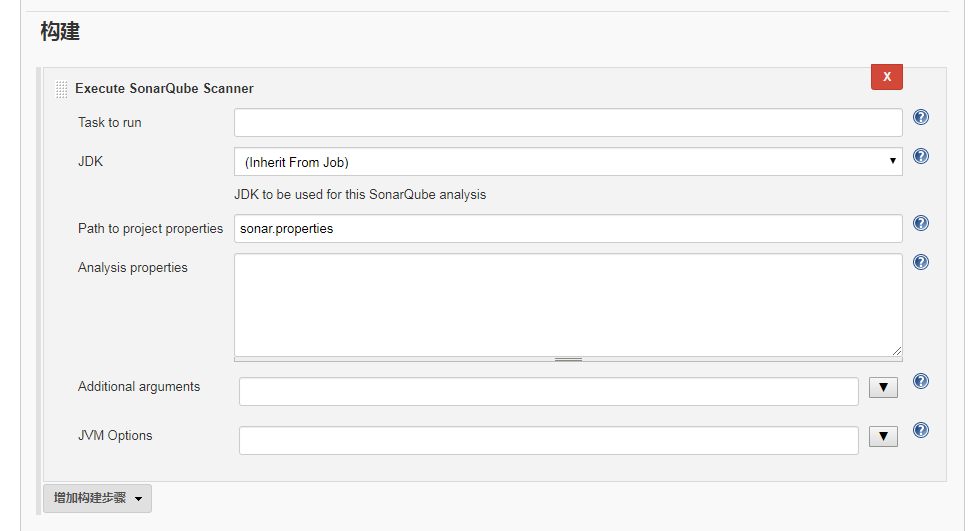 构建
Execute SonarQube Scanner
X
Task to run
JDK
(Inherit From Job)
JDK to be used for this SonarQube analysis
Path to project properties
sonar.properties
Analysis properties
Additional arguments
JVM Options
增加构建步骤